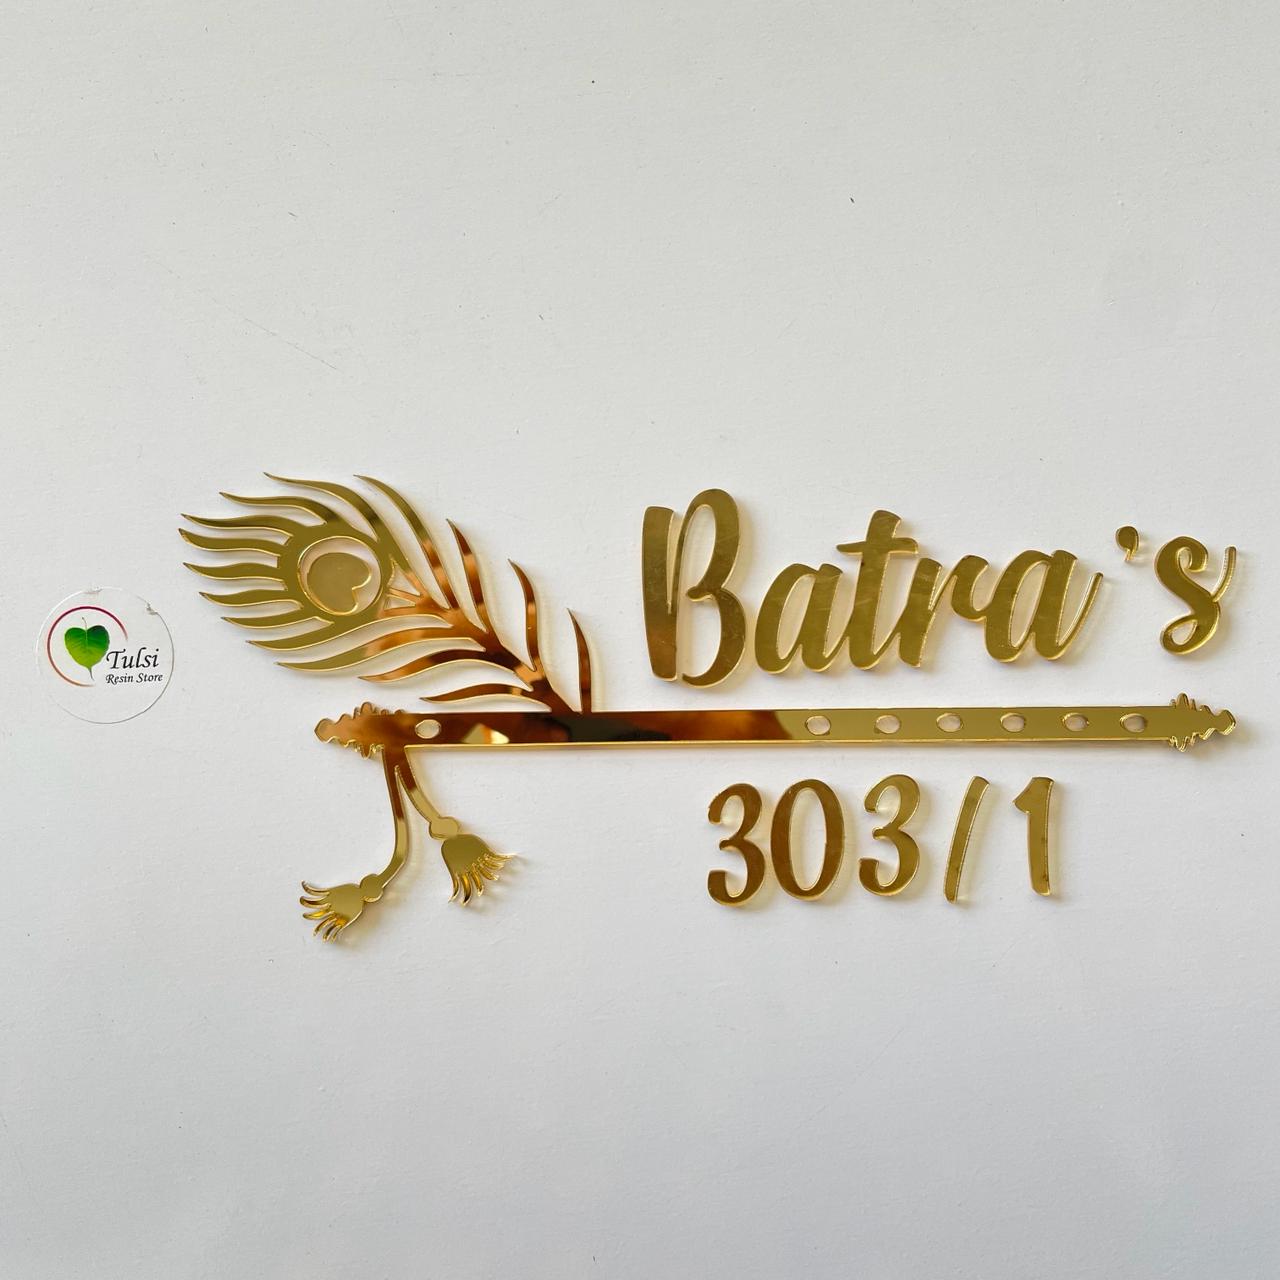 Batra's
303/1
Tulsi
Resin Store